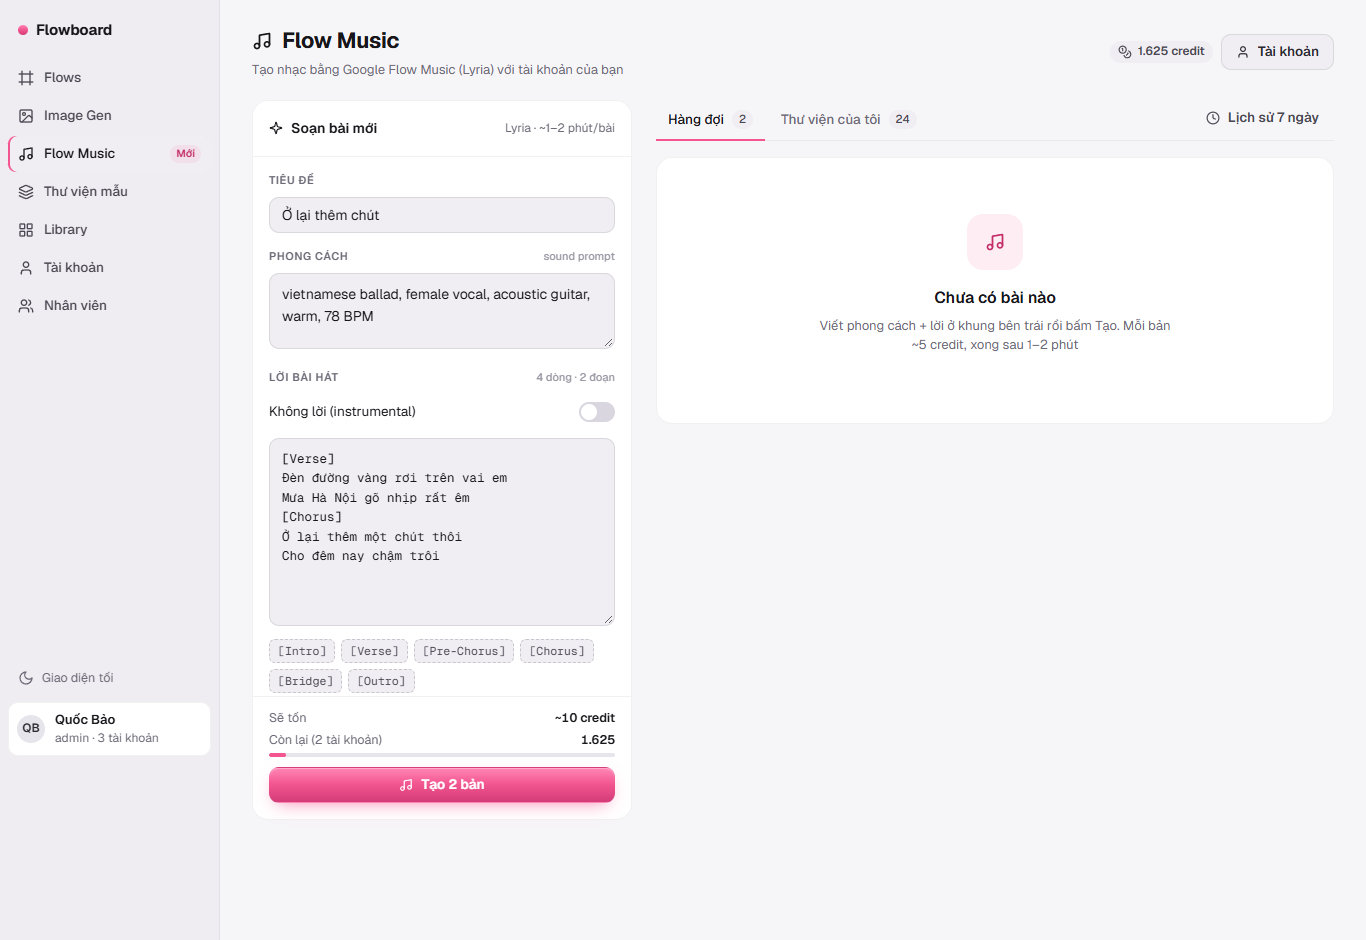 Flowboard
Flows
Image Gen
Flow Music Mới
Thư viện mẫu
Library
Tài khoản
Nhân viên
Giao diện tối
QB
Quốc Bảo
admin · 3 tài khoản
Flow Music
Tạo nhạc bằng Google Flow Music (Lyria) với tài khoản của bạn
1.625 credit
Tài khoản
Soạn bài mới
Lyria · ~1–2 phút/bài
TIÊU ĐỀ
Ở lại thêm chút
PHONG CÁCH
sound prompt
vietnamese ballad, female vocal, acoustic guitar,
warm, 78 BPM
LỜI BÀI HÁT
4 dòng · 2 đoạn
Không lời (instrumental)
[Verse]
Đèn đường vàng rơi trên vai em
Mưa Hà Nội gõ nhịp rất êm
[Chorus]
Ở lại thêm một chút thôi
Cho đêm nay chậm trôi
[Intro] [Verse] [Pre-Chorus] [Chorus]
[Bridge] [Outro]
Sẽ tốn ~10 credit
Còn lại (2 tài khoản) 1.625
Tạo 2 bản
Hàng đợi 2
Thư viện của tôi 24
Lịch sử 7 ngày
Chưa có bài nào
Viết phong cách + lời ở khung bên trái rồi bấm Tạo. Mỗi bản
~5 credit, xong sau 1–2 phút